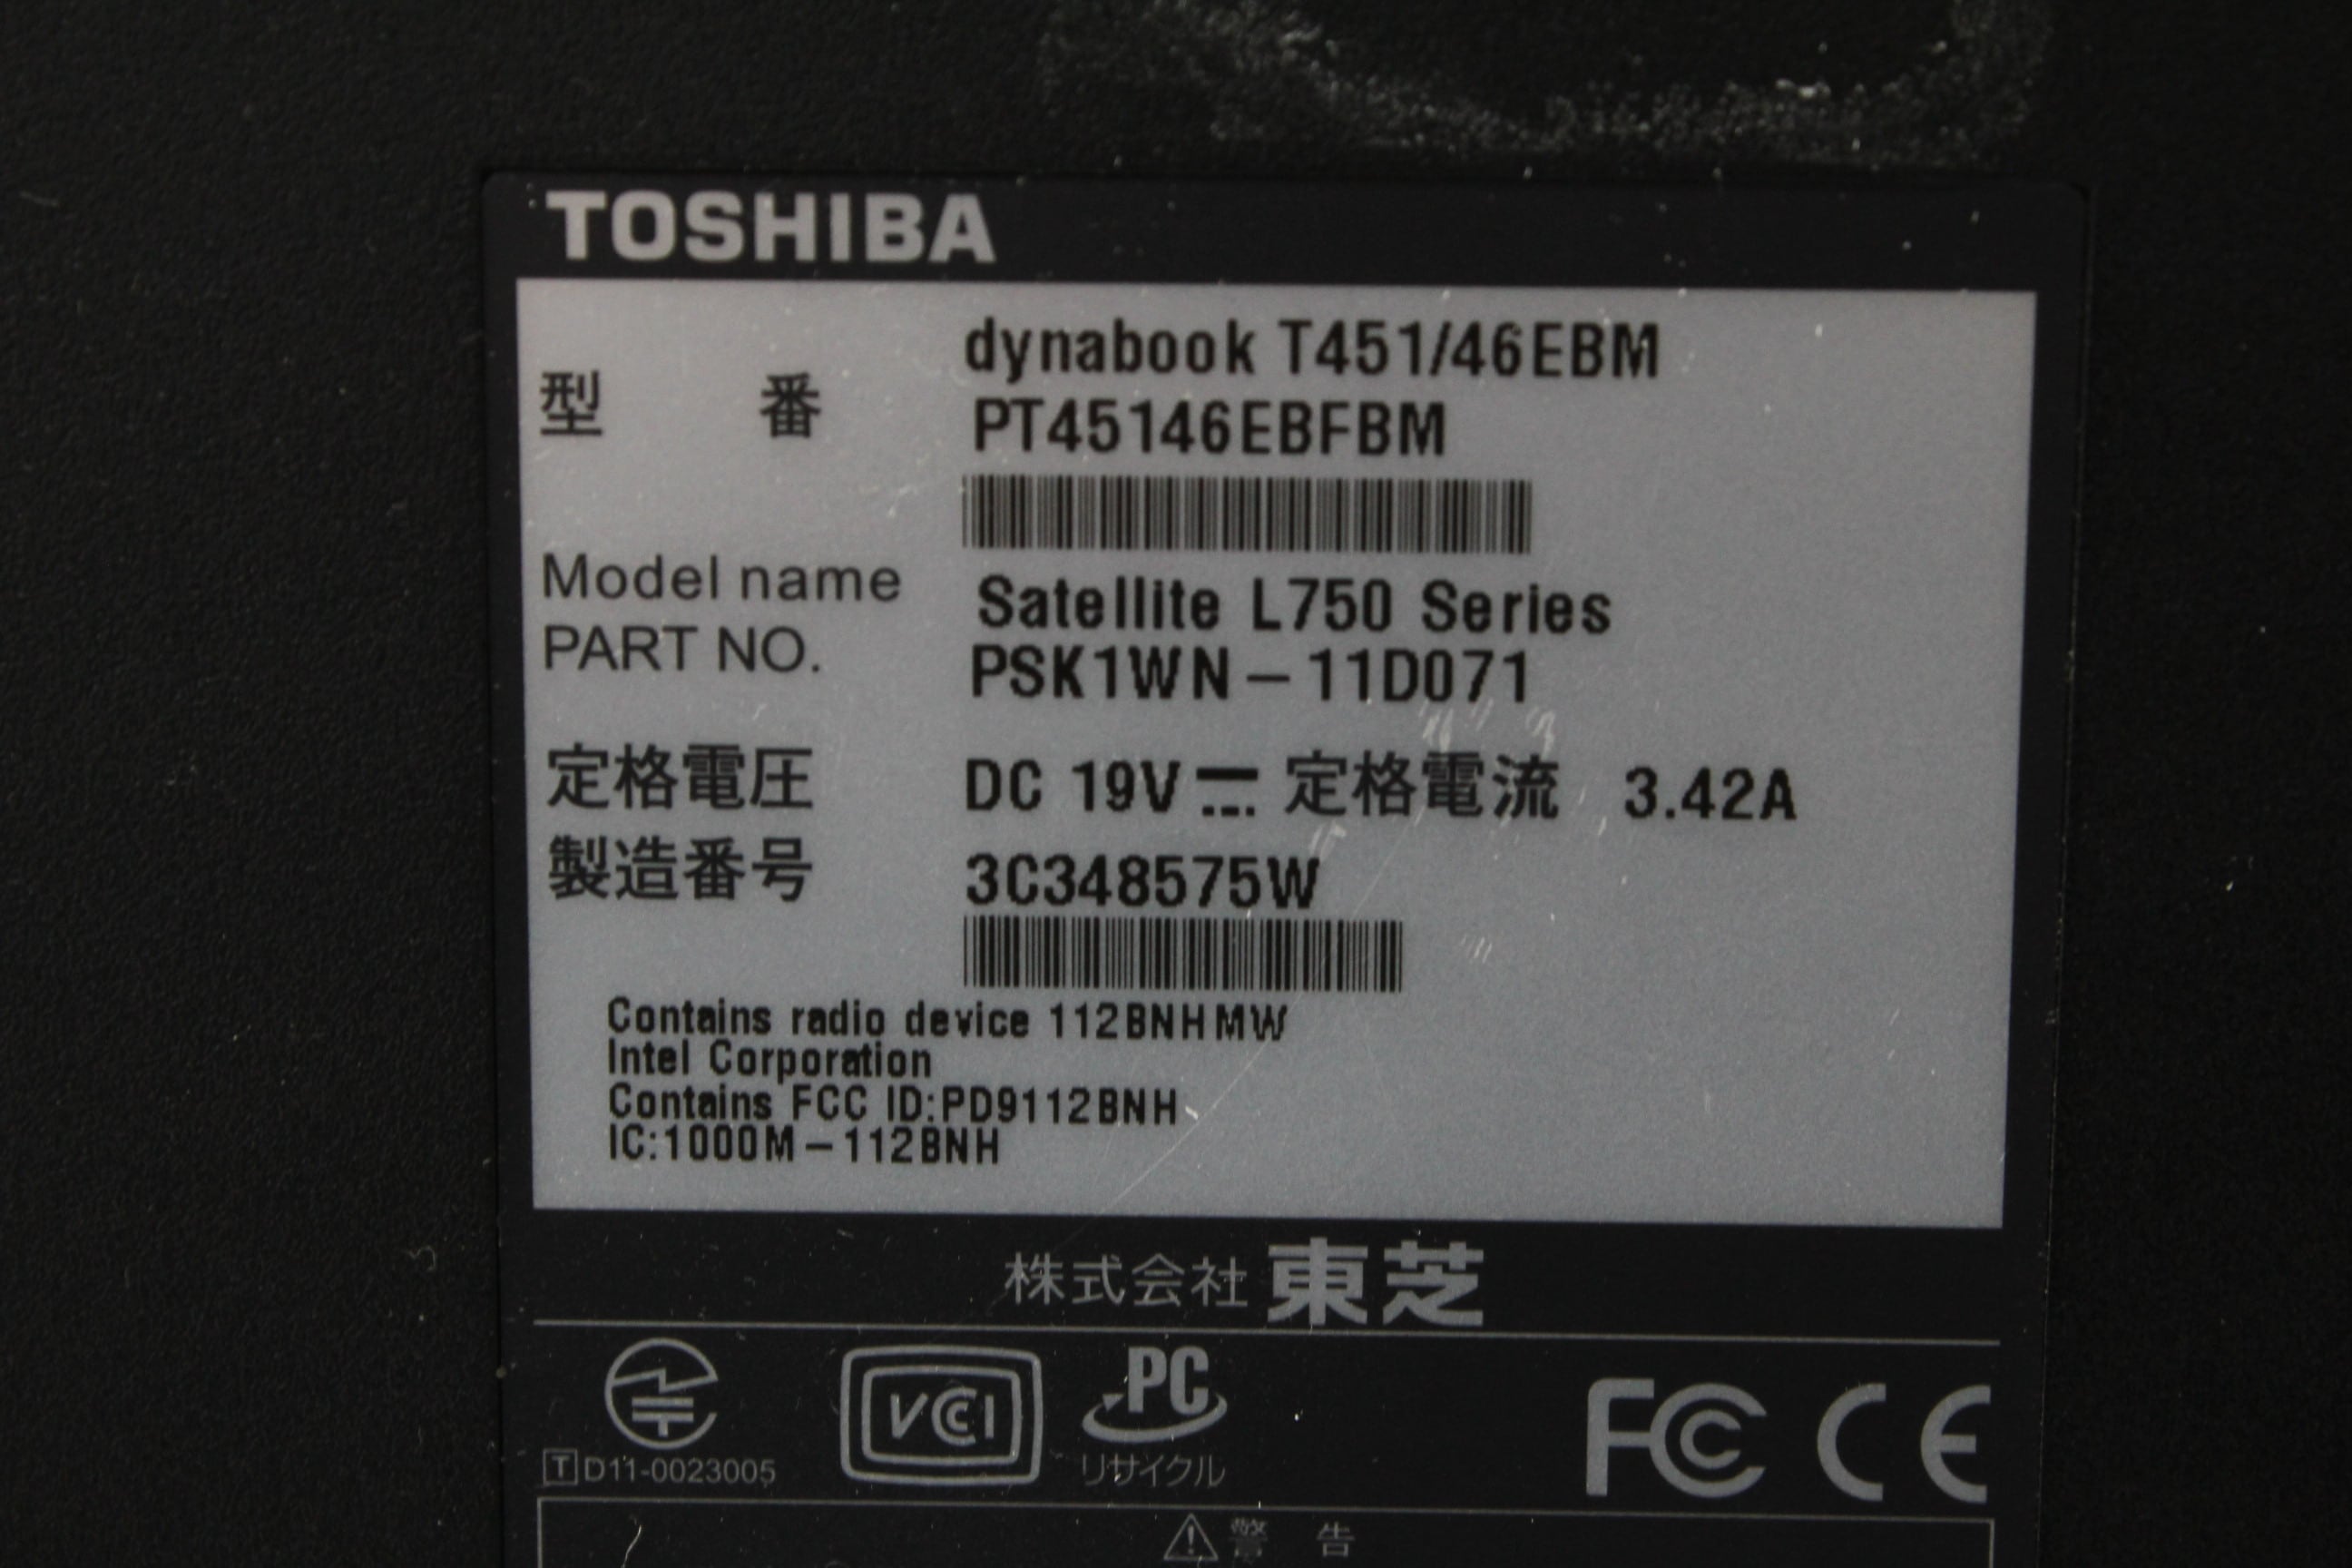 TOSHIBA
型 番 dynabook T451/46EBM
PT45146EBFBM
Model name Satellite L750 Series
PART NO. PSK1WN-11D071
定格電圧 DC 19V 定格電流 3.42A
製造番号 3C348575W
Contains radio device 112BNHMW
Intel Corporation
Contains FCC ID:PD9112BNH
IC:1000M-112BNH
株式会社 東芝
T D11-0023005
VCCI
PC
リサイクル
FC CE
警 告